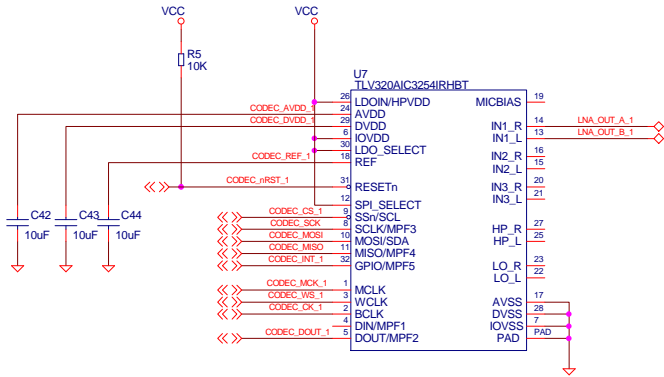 VCC VCC
R5
10K
U7
TLV320AIC3254IRHBT
CODEC_AVDD_1 26 LDOIN/HPVDD MICBIAS 19
24 AVDD
CODEC_DVDD_1 29 DVDD IN1_R 14 LNA_OUT_A_1
6 IOVDD IN1_L 13 LNA_OUT_B_1
30 LDO_SELECT
CODEC_REF_1 18 REF IN2_R 16
IN2_L 15
CODEC_nRST_1 31 RESETn IN3_R 20
IN3_L 21
12 SPI_SELECT
CODEC_CS_1 9 SSn/SCL
CODEC_SCK 8 SCLK/MPF3 HP_R 27
CODEC_MOSI 10 MOSI/SDA HP_L 25
CODEC_MISO 11 MISO/MPF4
CODEC_INT_1 32 GPIO/MPF5 LO_R 23
LO_L 22
CODEC_MCK_1 1 MCLK
CODEC_WS_1 3 WCLK AVSS 17
CODEC_CK_1 2 BCLK DVSS 28
4 DIN/MPF1 IOVSS 7
CODEC_DOUT_1 5 DOUT/MPF2 PAD PAD
C42 C43 C44
10uF 10uF 10uF